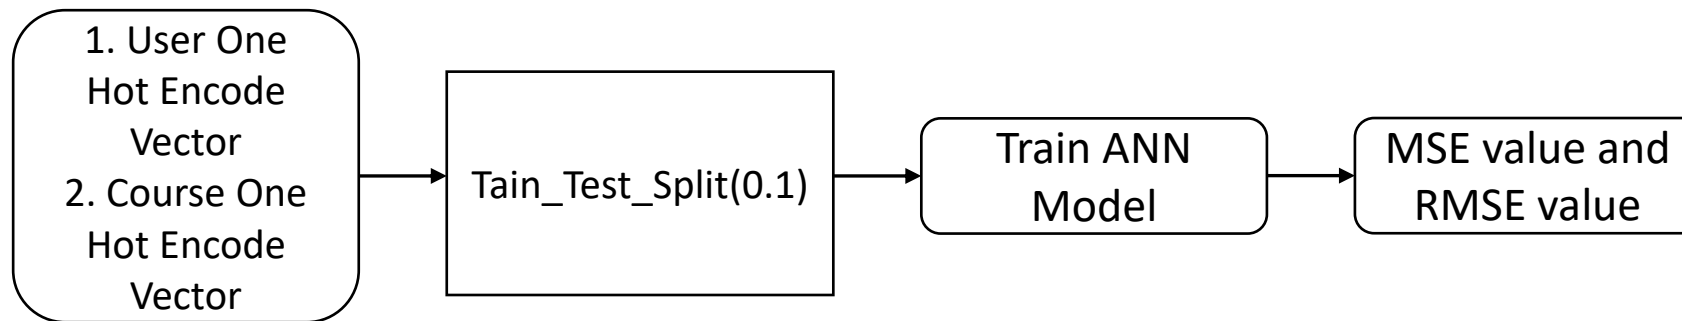 1. User One
Hot Encode
Vector
2. Course One
Hot Encode
Vector
Tain_Test_Split(0.1)
Train ANN
Model
MSE value and
RMSE value